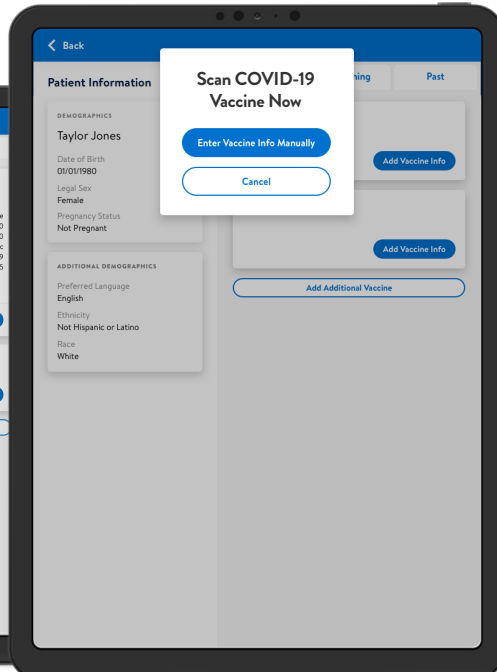 Back
Patient Information
Past
DEMOGRAPHICS
Taylor Jones
Date of Birth
01/01/1980
Legal Sex
Female
Pregnancy Status
Not Pregnant
ADDITIONAL DEMOGRAPHICS
Preferred Language
English
Ethnicity
Not Hispanic or Latino
Race
White
Scan COVID-19
Vaccine Now
Enter Vaccine Info Manually
Cancel
Add Vaccine Info
Add Vaccine Info
Add Additional Vaccine